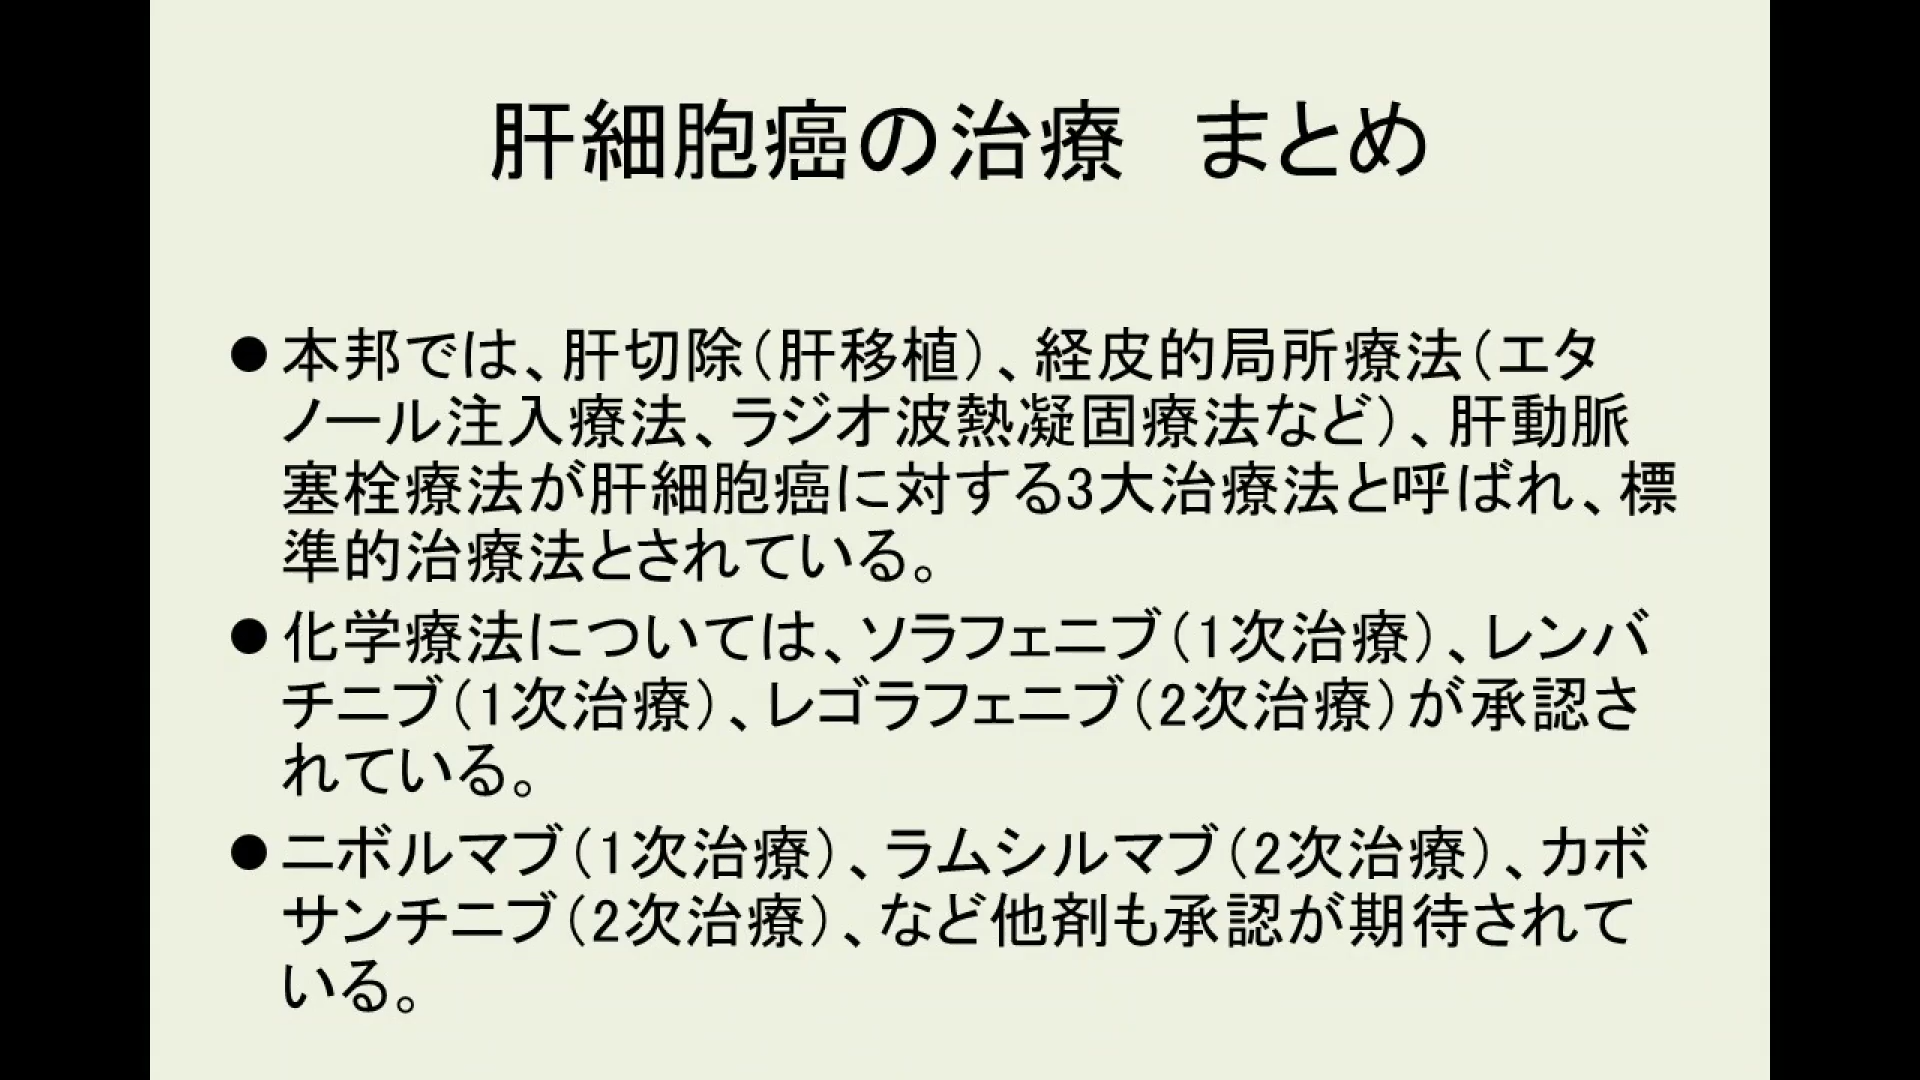 肝細胞癌の治療　まとめ
●本邦では、肝切除（肝移植）、経皮的局所療法（エタ
ノール注入療法、ラジオ波熱凝固療法など）、肝動脈
塞栓療法が肝細胞癌に対する3大治療法と呼ばれ、標
準的治療法とされている。
●化学療法については、ソラフェニブ（1次治療）、レンバ
チニブ（1次治療）、レゴラフェニブ（2次治療）が承認さ
れている。
●ニボルマブ（1次治療）、ラムシルマブ（2次治療）、カボ
サンチニブ（2次治療）、など他剤も承認が期待されて
いる。